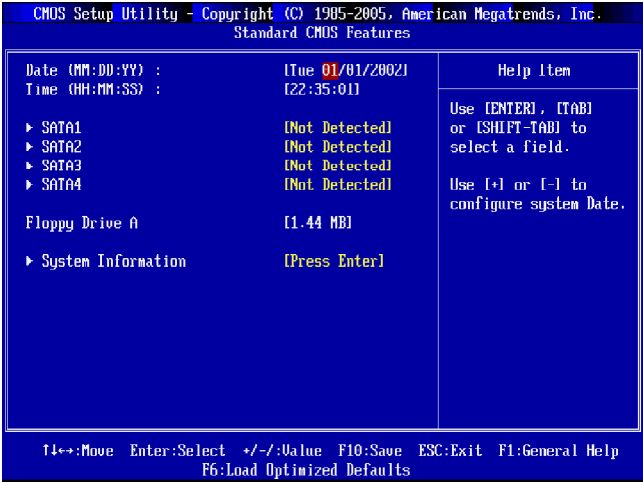 CMOS Setup Utility - Copyright (C) 1985-2005, American Megatrends, Inc.
Standard CMOS Features
Date (MM:DD:YY) : [Tue 01/01/2002]
Time (HH:MM:SS) : [22:35:01]
▶ SATA1 [Not Detected]
▶ SATA2 [Not Detected]
▶ SATA3 [Not Detected]
▶ SATA4 [Not Detected]
Floppy Drive A [1.44 MB]
▶ System Information [Press Enter]
Help Item
Use [ENTER], [TAB]
or [SHIFT-TAB] to
select a field.
Use [+] or [-] to
configure system Date.
↑↓←→:Move Enter:Select +/-/:Value F10:Save ESC:Exit F1:General Help
F6:Load Optimized Defaults